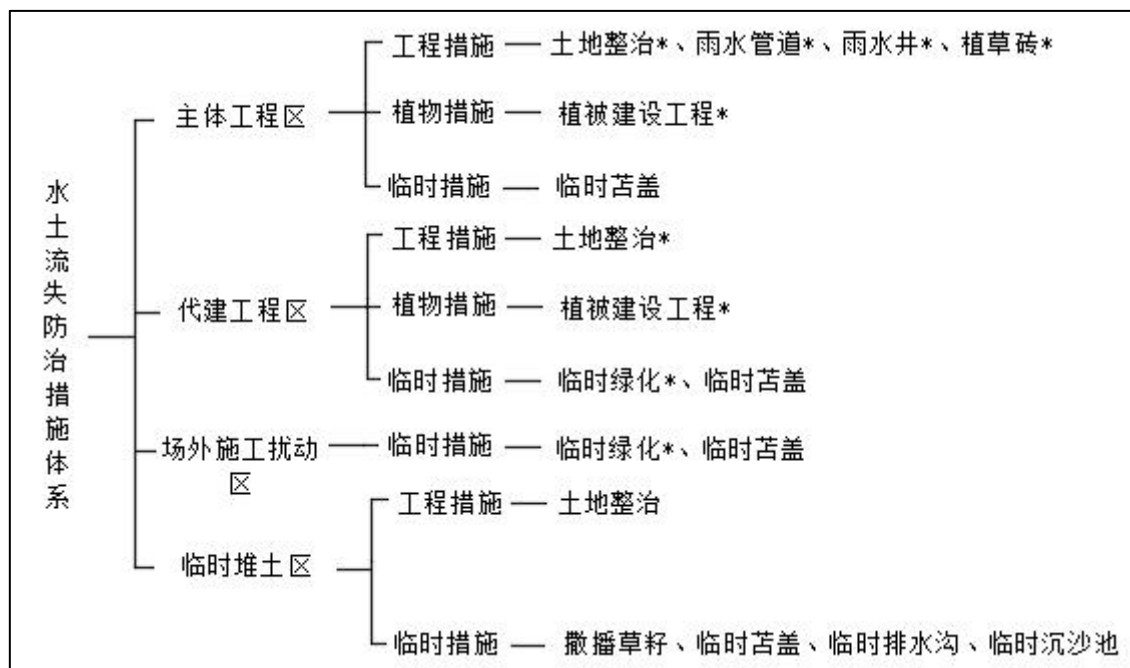 水土流失防治措施体系
主体工程区
工程措施 — 土地整治*、雨水管道*、雨水井*、植草砖*
植物措施 — 植被建设工程*
临时措施 — 临时苫盖
代建工程区
工程措施 — 土地整治*
植物措施 — 植被建设工程*
临时措施 — 临时绿化*、临时苫盖
场外施工扰动
区
临时措施 — 临时绿化*、临时苫盖
临时堆土区
工程措施 — 土地整治
临时措施 — 撒播草籽、临时苫盖、临时排水沟、临时沉沙池